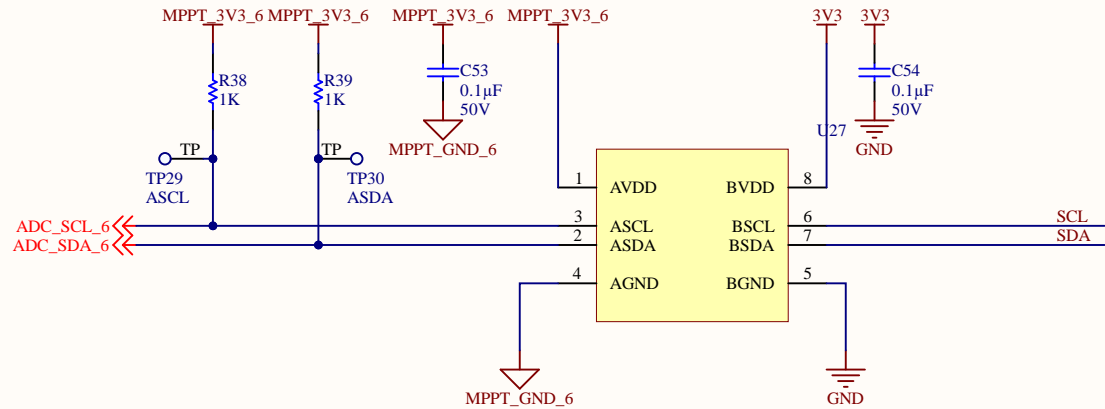 MPPT_3V3_6
MPPT_3V3_6
MPPT_3V3_6
MPPT_3V3_6
3V3
3V3
R38
1K
R39
1K
C53
0.1µF
50V
C54
0.1µF
50V
U27
MPPT_GND_6
GND
TP
TP29
ASCL
TP
TP30
ASDA
1
AVDD
BVDD
8
ADC_SCL_6
3
ASCL
BSCL
6
SCL
ADC_SDA_6
2
ASDA
BSDA
7
SDA
4
AGND
BGND
5
MPPT_GND_6
GND